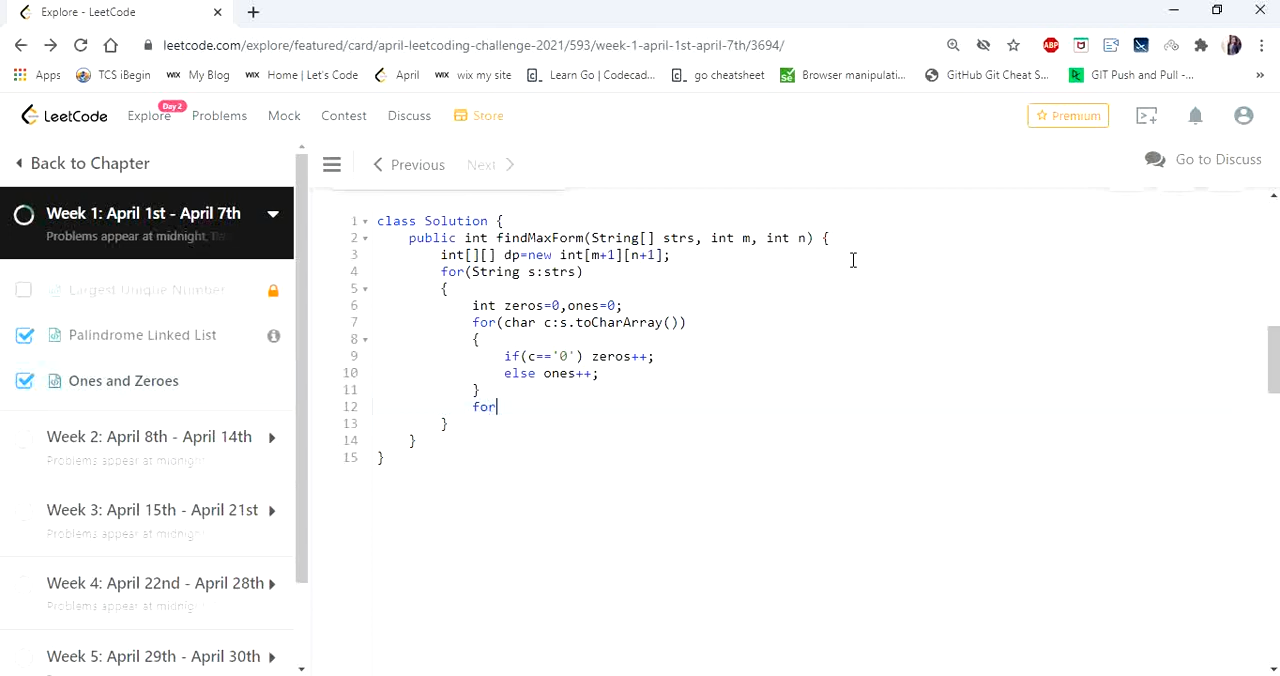 Explore - LeetCode
leetcode.com/explore/featured/card/april-leetcoding-challenge-2021/593/week-1-april-1st-april-7th/3694/
ABP
Apps TCS iBegin WIX My Blog WIX Home | Let's Code April WIX wix my site Learn Go | Codecad... go cheatsheet Browser manipulati... GitHub Git Cheat S... GIT Push and Pull -... »
LeetCode Explore Day 2 Problems Mock Contest Discuss Store Premium
Back to Chapter
Previous Next Go to Discuss
Week 1: April 1st - April 7th
Problems appear at midnight,
Largest Unique Number
Palindrome Linked List
Ones and Zeroes
Week 2: April 8th - April 14th
Problems appear at midnight
Week 3: April 15th - April 21st
Problems appear at midnight
Week 4: April 22nd - April 28th
Problems appear at midnight
Week 5: April 29th - April 30th
1 class Solution {
2 public int findMaxForm(String[] strs, int m, int n) {
3 int[][] dp=new int[m+1][n+1];
4 for(String s:strs)
5 {
6 int zeros=0,ones=0;
7 for(char c:s.toCharArray())
8 {
9 if(c=='0') zeros++;
10 else ones++;
11 }
12 for
13 }
14 }
15 }